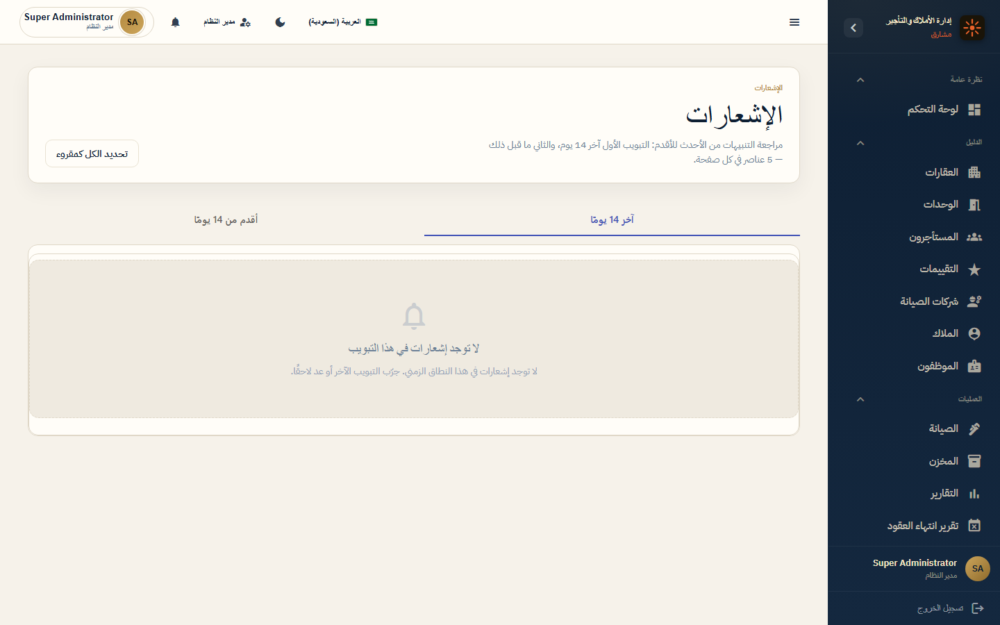 إدارة الأملاك والتأجير
مشارق
نظرة عامة
لوحة التحكم
الدليل
العقارات
الوحدات
المستأجرون
التقييمات
شركات الصيانة
الملاك
الموظفون
العمليات
الصيانة
المخزن
التقارير
تقرير انتهاء العقود
Super Administrator
SA
مدير النظام
تسجيل الخروج
العربية (السعودية)
مدير النظام
SA
Super Administrator
مدير النظام
الإشعارات
الإشعارات
مراجعة التنبيهات من الأحدث للأقدم: التبويب الأول آخر 14 يوم، والثاني ما قبل ذلك
— 5 عناصر في كل صفحة.
تحديد الكل كمقروء
آخر 14 يومًا
أقدم من 14 يومًا
لا توجد إشعارات في هذا التبويب
لا توجد إشعارات في هذا النطاق الزمني. جرّب التبويب الآخر أو عد لاحقًا.